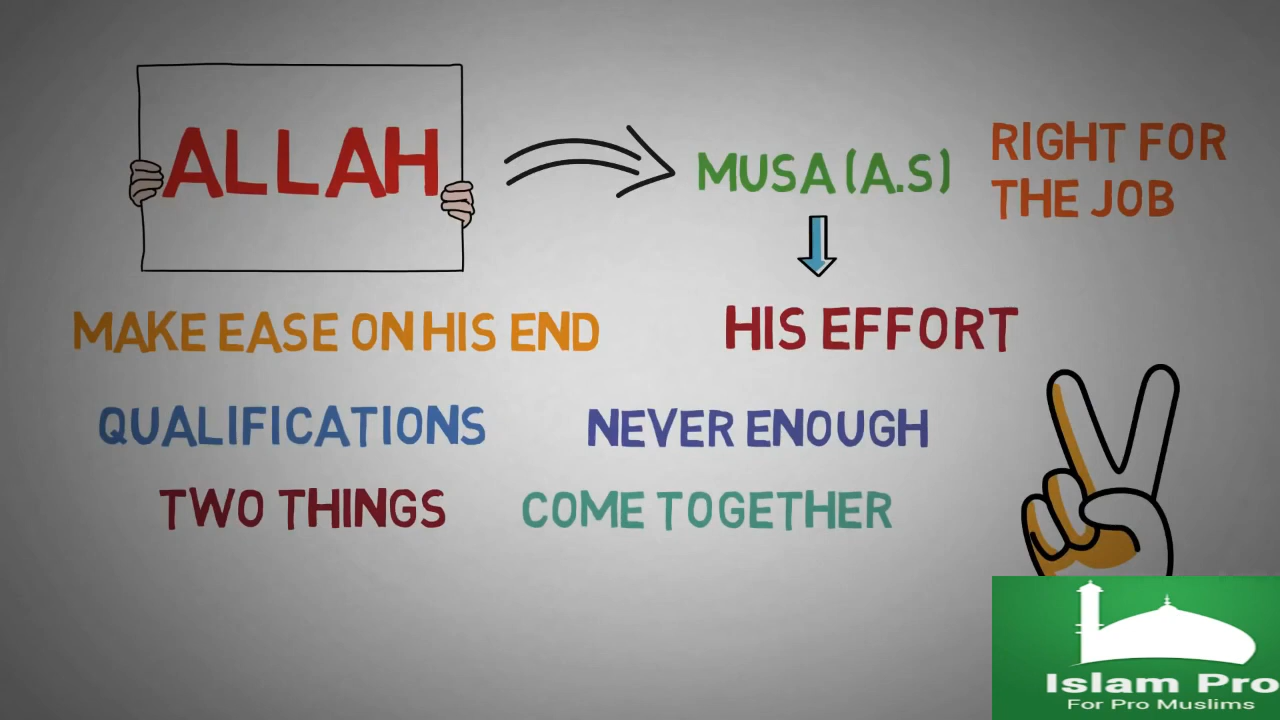 ALLAH
MUSA (A.S)
RIGHT FOR
THE JOB
MAKE EASE ON HIS END
HIS EFFORT
QUALIFICATIONS
NEVER ENOUGH
TWO THINGS
COME TOGETHER
Islam Pro
For Pro Muslims